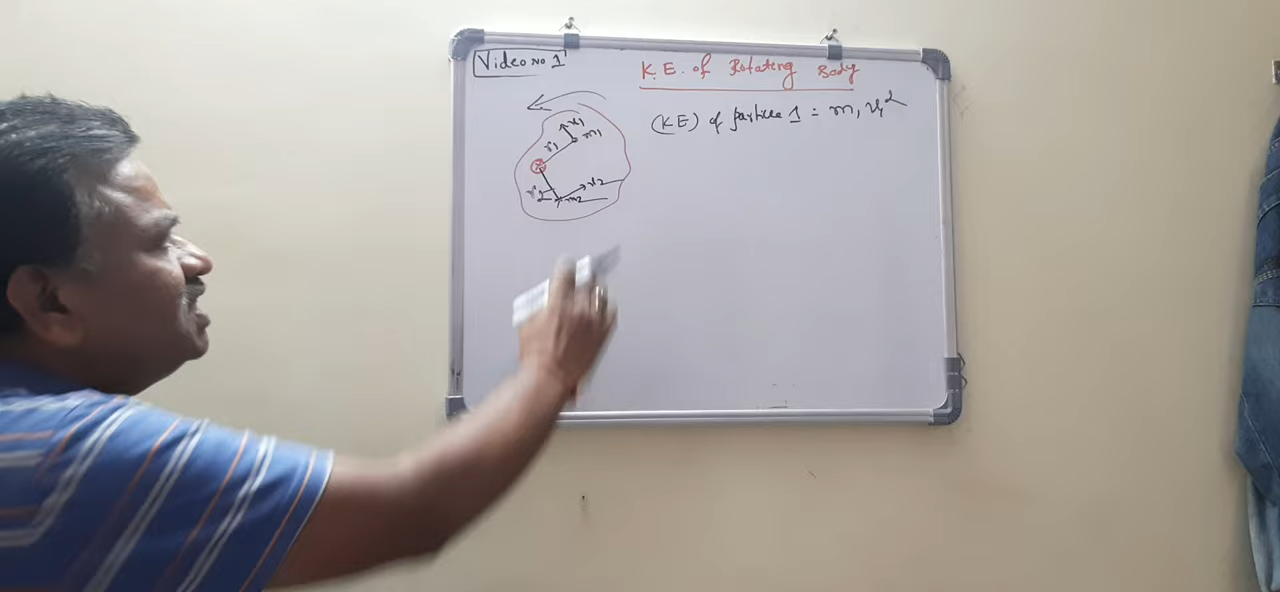 Video No 1
K.E. of Rotating Body
(KE) of particle 1 = m₁ v₁²
v₁
r₁ m₁
r₂ v₂
m₂